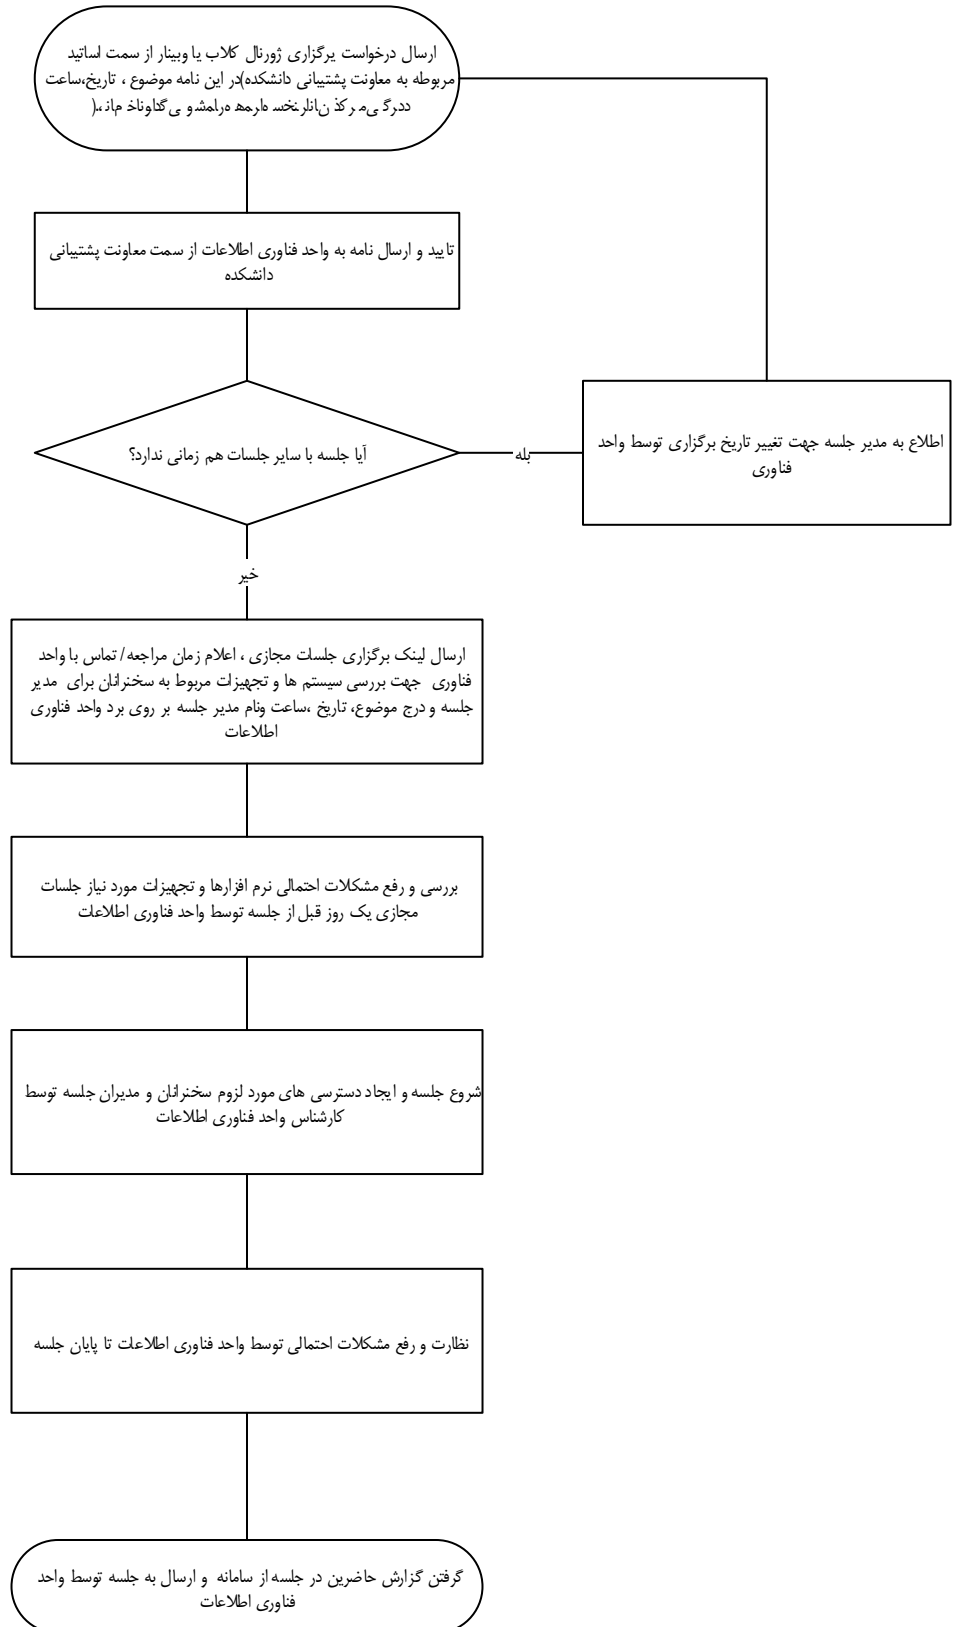 ارسال درخواست یرگزاری ژورنال کلاب یا وبینار از سمت اساتید
مربوطه به معاونت پشتیبانی دانشکده)در این نامه موضوع ، تاریخ،ساعت
تایید و ارسال نامه به واحد فناوری اطلاعات از سمت معاونت پشتیبانی
دانشکده
آیا جلسه با سایر جلسات هم زمانی ندارد؟
بله
اطلاع به مدیر جلسه جهت تغییر تاریخ برگزاری توسط واحد
فناوری
خیر
ارسال لینک برگزاری جلسات مجازی ، اعلام زمان مراجعه/ تماس با واحد
فناوری جهت بررسی سیستم ها و تجهیزات مربوط به سخنرانان برای مدیر
جلسه و درج موضوع، تاریخ ،ساعت ونام مدیر جلسه بر روی برد واحد فناوری
اطلاعات
بررسی و رفع مشکلات احتمالی نرم افزارها و تجهیزات مورد نیاز جلسات
مجازی یک روز قبل از جلسه توسط واحد فناوری اطلاعات
شروع جلسه و ایجاد دسترسی های مورد لزوم سخنرانان و مدیران جلسه توسط
کارشناس واحد فناوری اطلاعات
نظارت و رفع مشکلات احتمالی توسط واحد فناوری اطلاعات تا پایان جلسه
گرفتن گزارش حاضرین در جلسه از سامانه و ارسال به جلسه توسط واحد
فناوری اطلاعات